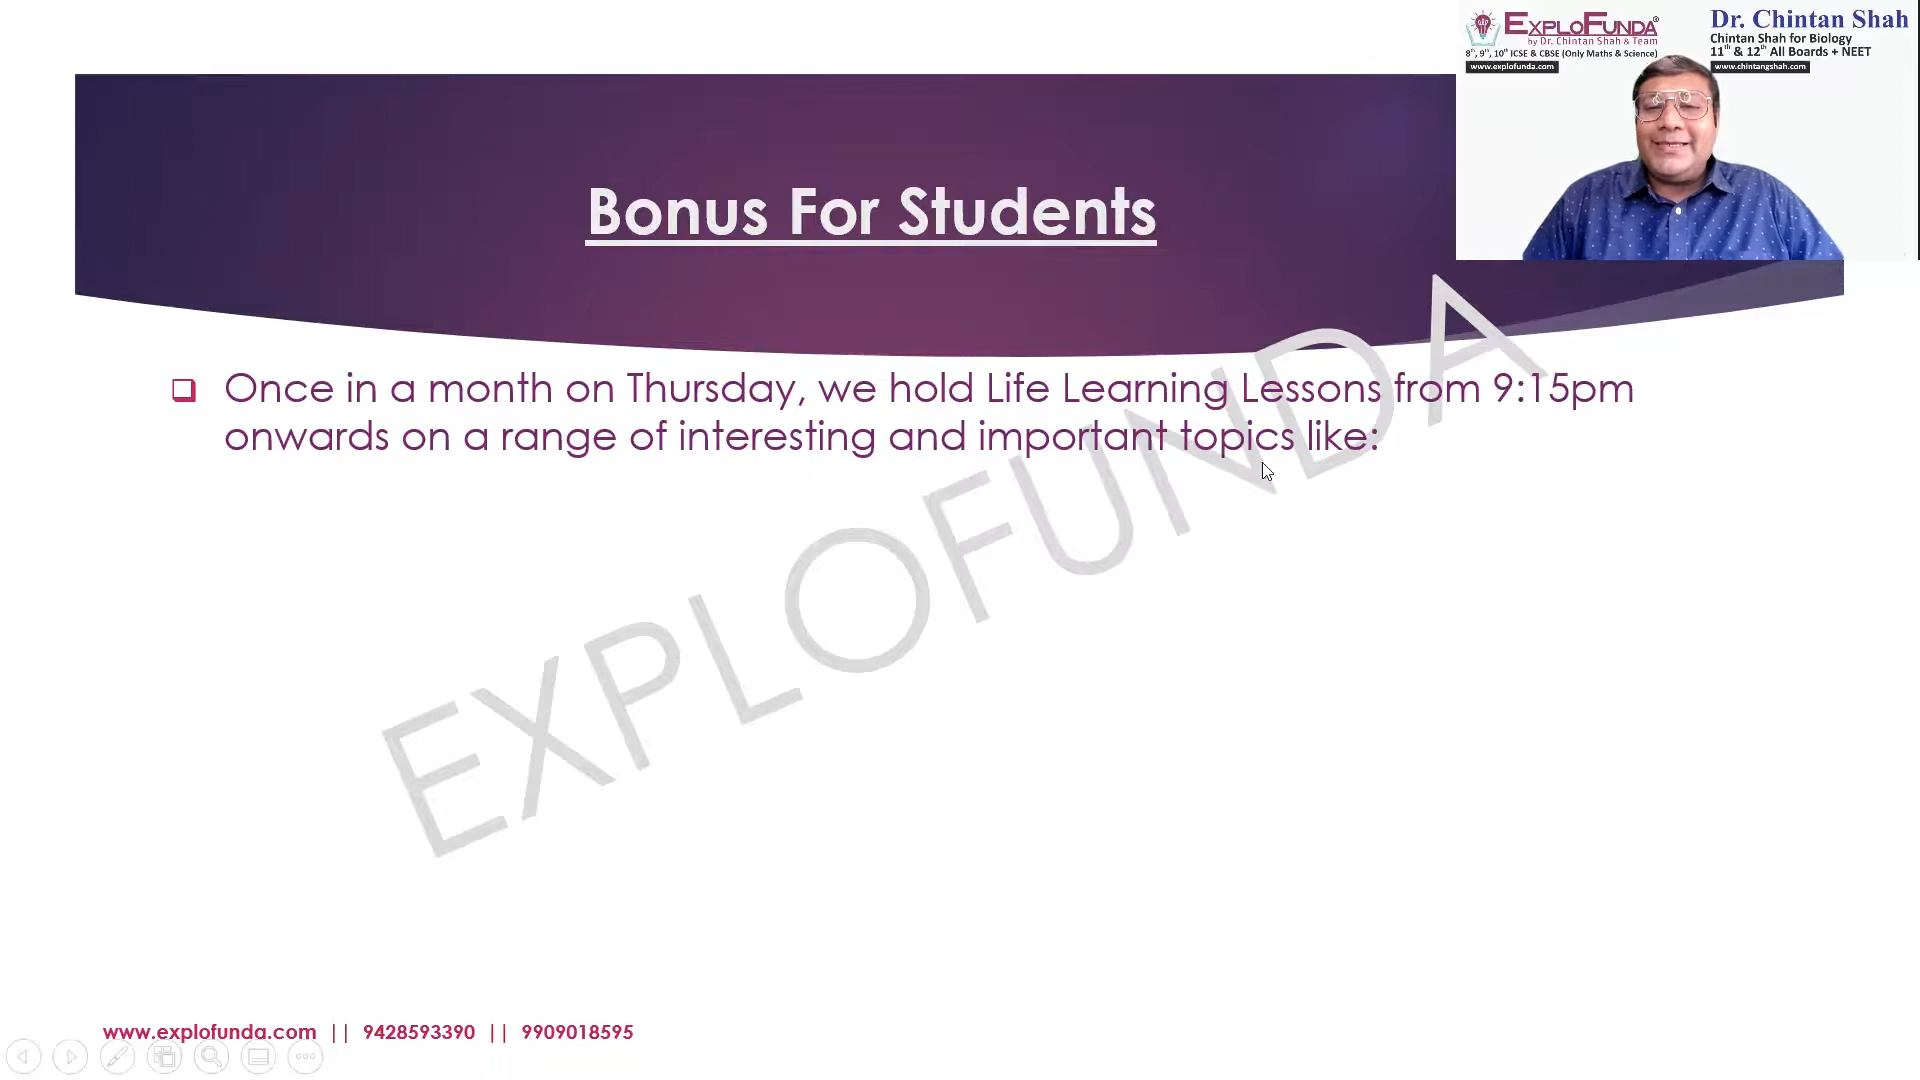 EXPLOFUNDA®
by Dr. Chintan Shah & Team
8th, 9th, 10th ICSE & CBSE (Only Maths & Science)
www.explofunda.com
Dr. Chintan Shah
Chintan Shah for Biology
11th & 12th All Boards + NEET
www.chintangshah.com
Bonus For Students
Once in a month on Thursday, we hold Life Learning Lessons from 9:15pm
onwards on a range of interesting and important topics like:
EXPLOFUNDA
www.explofunda.com || 9428593390 || 9909018595